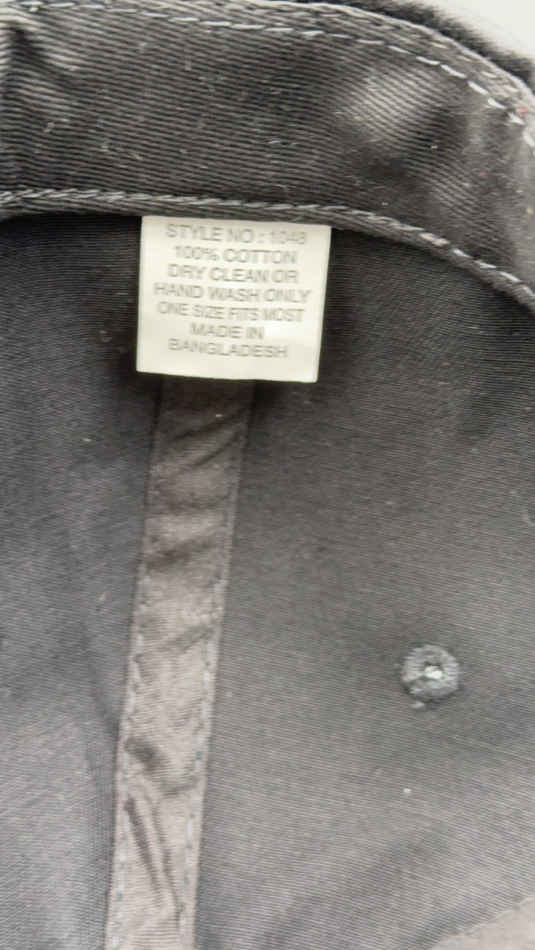 STYLE NO : 1048
100% COTTON
DRY CLEAN OR
HAND WASH ONLY
ONE SIZE FITS MOST
MADE IN
BANGLADESH